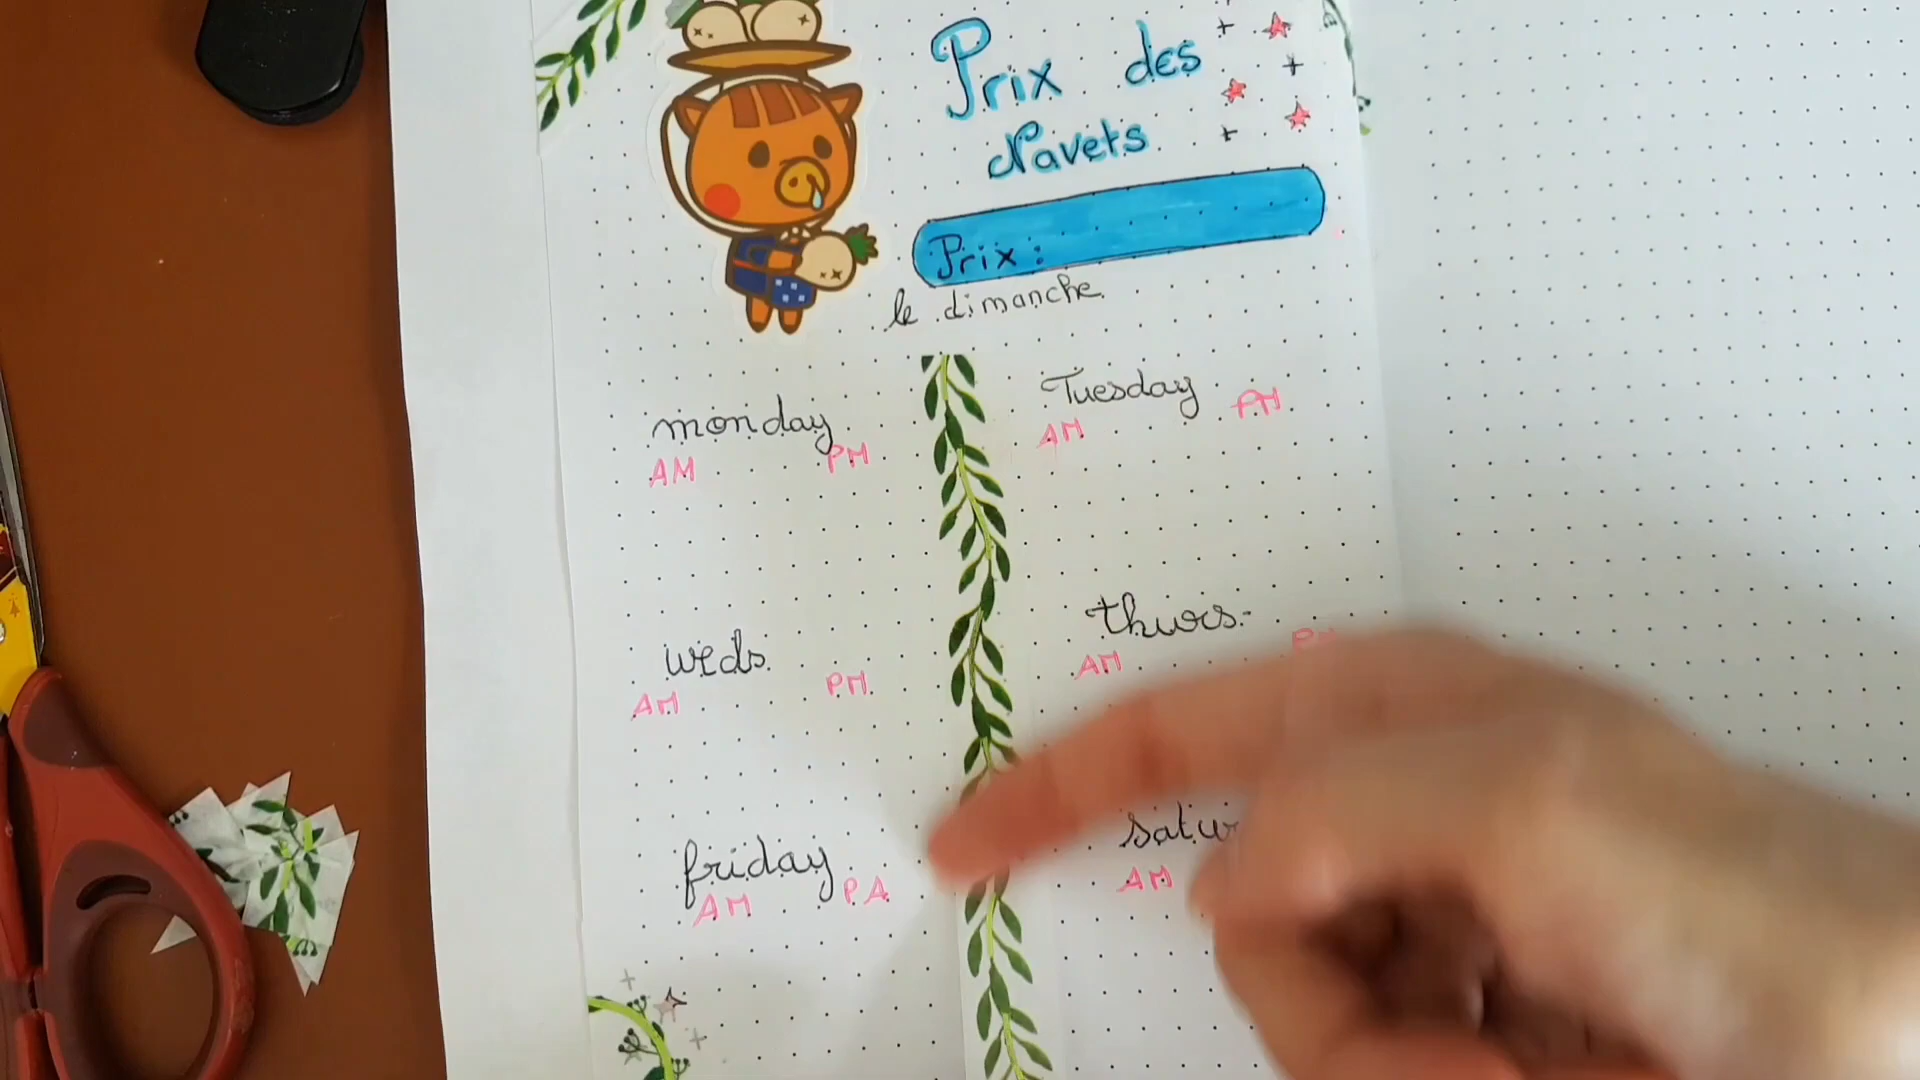 Prix des
Navets
Prix :
le dimanche
monday
AM PM
Tuesday
AM PM
weds.
AM PM
thurs.
AM
friday
AM PA
AM